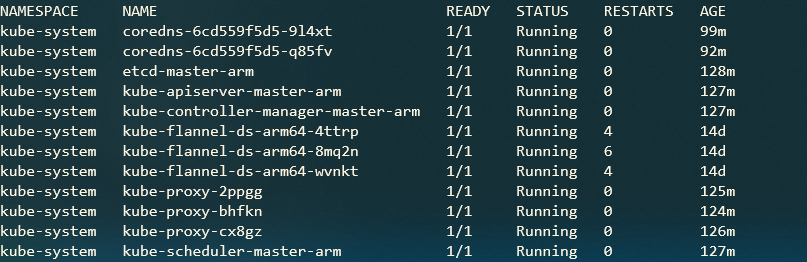 NAMESPACE NAME READY STATUS RESTARTS AGE
kube-system coredns-6cd559f5d5-9l4xt 1/1 Running 0 99m
kube-system coredns-6cd559f5d5-q85fv 1/1 Running 0 92m
kube-system etcd-master-arm 1/1 Running 0 128m
kube-system kube-apiserver-master-arm 1/1 Running 0 127m
kube-system kube-controller-manager-master-arm 1/1 Running 0 127m
kube-system kube-flannel-ds-arm64-4ttrp 1/1 Running 4 14d
kube-system kube-flannel-ds-arm64-8mq2n 1/1 Running 6 14d
kube-system kube-flannel-ds-arm64-wvnkt 1/1 Running 4 14d
kube-system kube-proxy-2ppgg 1/1 Running 0 125m
kube-system kube-proxy-bhfkn 1/1 Running 0 124m
kube-system kube-proxy-cx8gz 1/1 Running 0 126m
kube-system kube-scheduler-master-arm 1/1 Running 0 127m